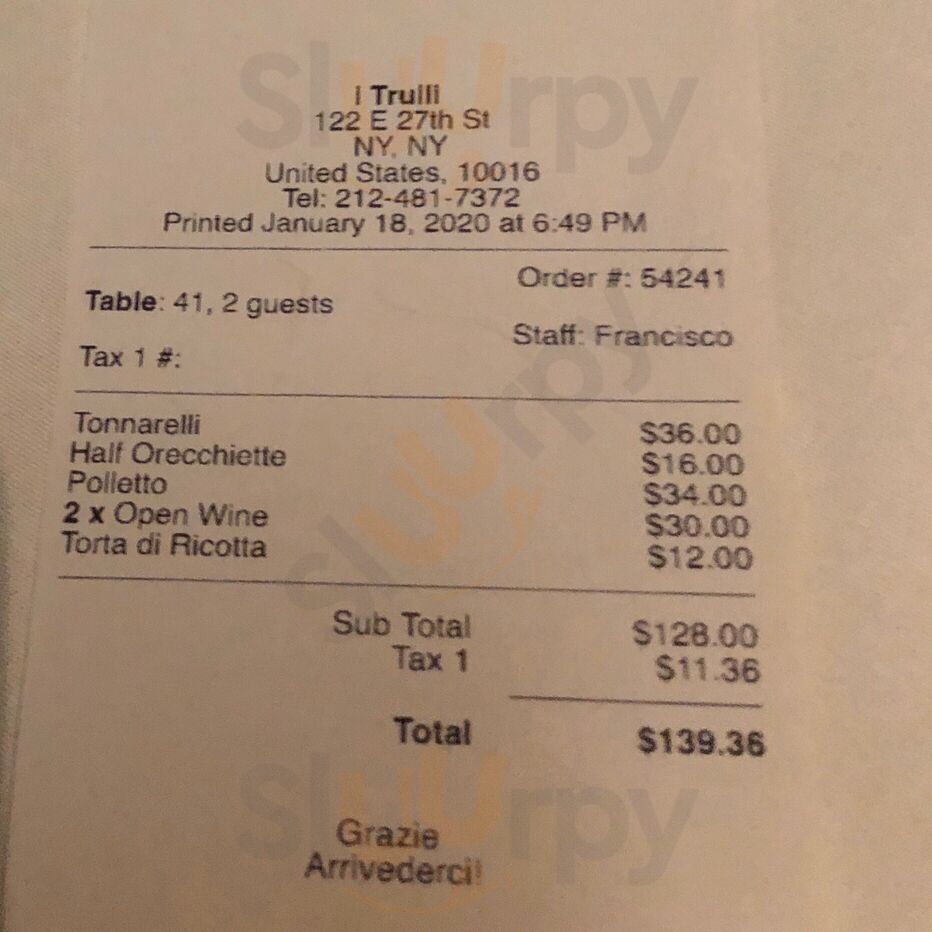 Slurpy
i Trulli
122 E 27th St
NY, NY
United States, 10016
Tel: 212-481-7372
Printed January 18, 2020 at 6:49 PM
Order #: 54241
Table: 41, 2 guests
Staff: Francisco
Tax 1 #:
Tonnarelli $36.00
Half Orecchiette $16.00
Polletto $34.00
2 x Open Wine $30.00
Torta di Ricotta $12.00
Slurpy
Sub Total $128.00
Tax 1 $11.36
Total $139.36
Slurpy
Grazie
Arrivederci!